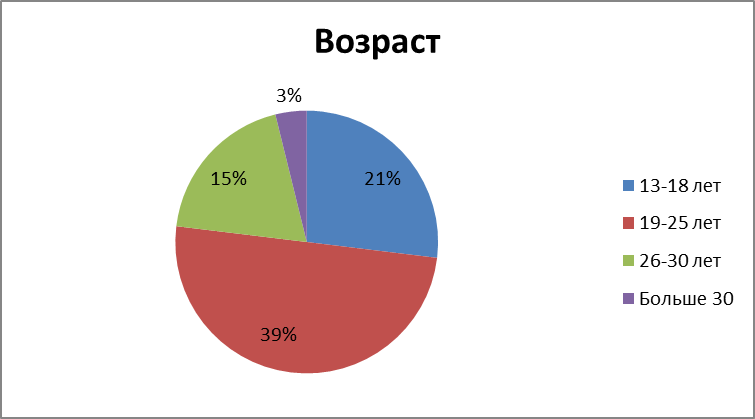 Возраст
3%
21%
15%
39%
13-18 лет
19-25 лет
26-30 лет
Больше 30